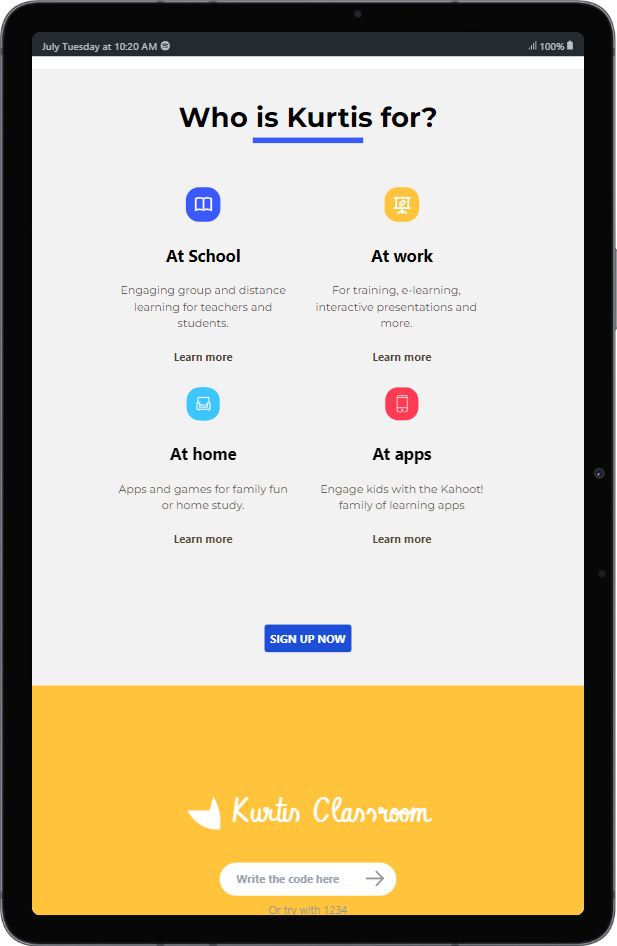 July Tuesday at 10:20 AM
100%
Who is Kurtis for?
At School
Engaging group and distance
learning for teachers and
students.
Learn more
At work
For training, e-learning,
interactive presentations and
more.
Learn more
At home
Apps and games for family fun
or home study.
Learn more
At apps
Engage kids with the Kahoot!
family of learning apps
Learn more
SIGN UP NOW
Kurtis Classroom
Write the code here
Or try with 1234